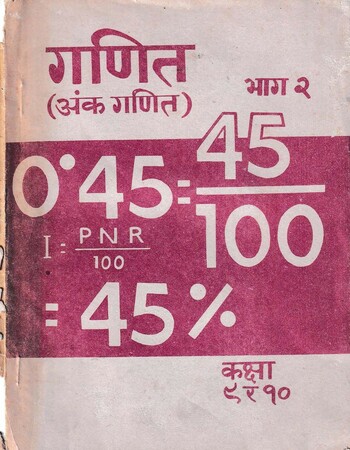 गणित
(अंक गणित)
भाग २
0·45 = 45/100
I = PNR/100
= 45%
कक्षा
९ र १०